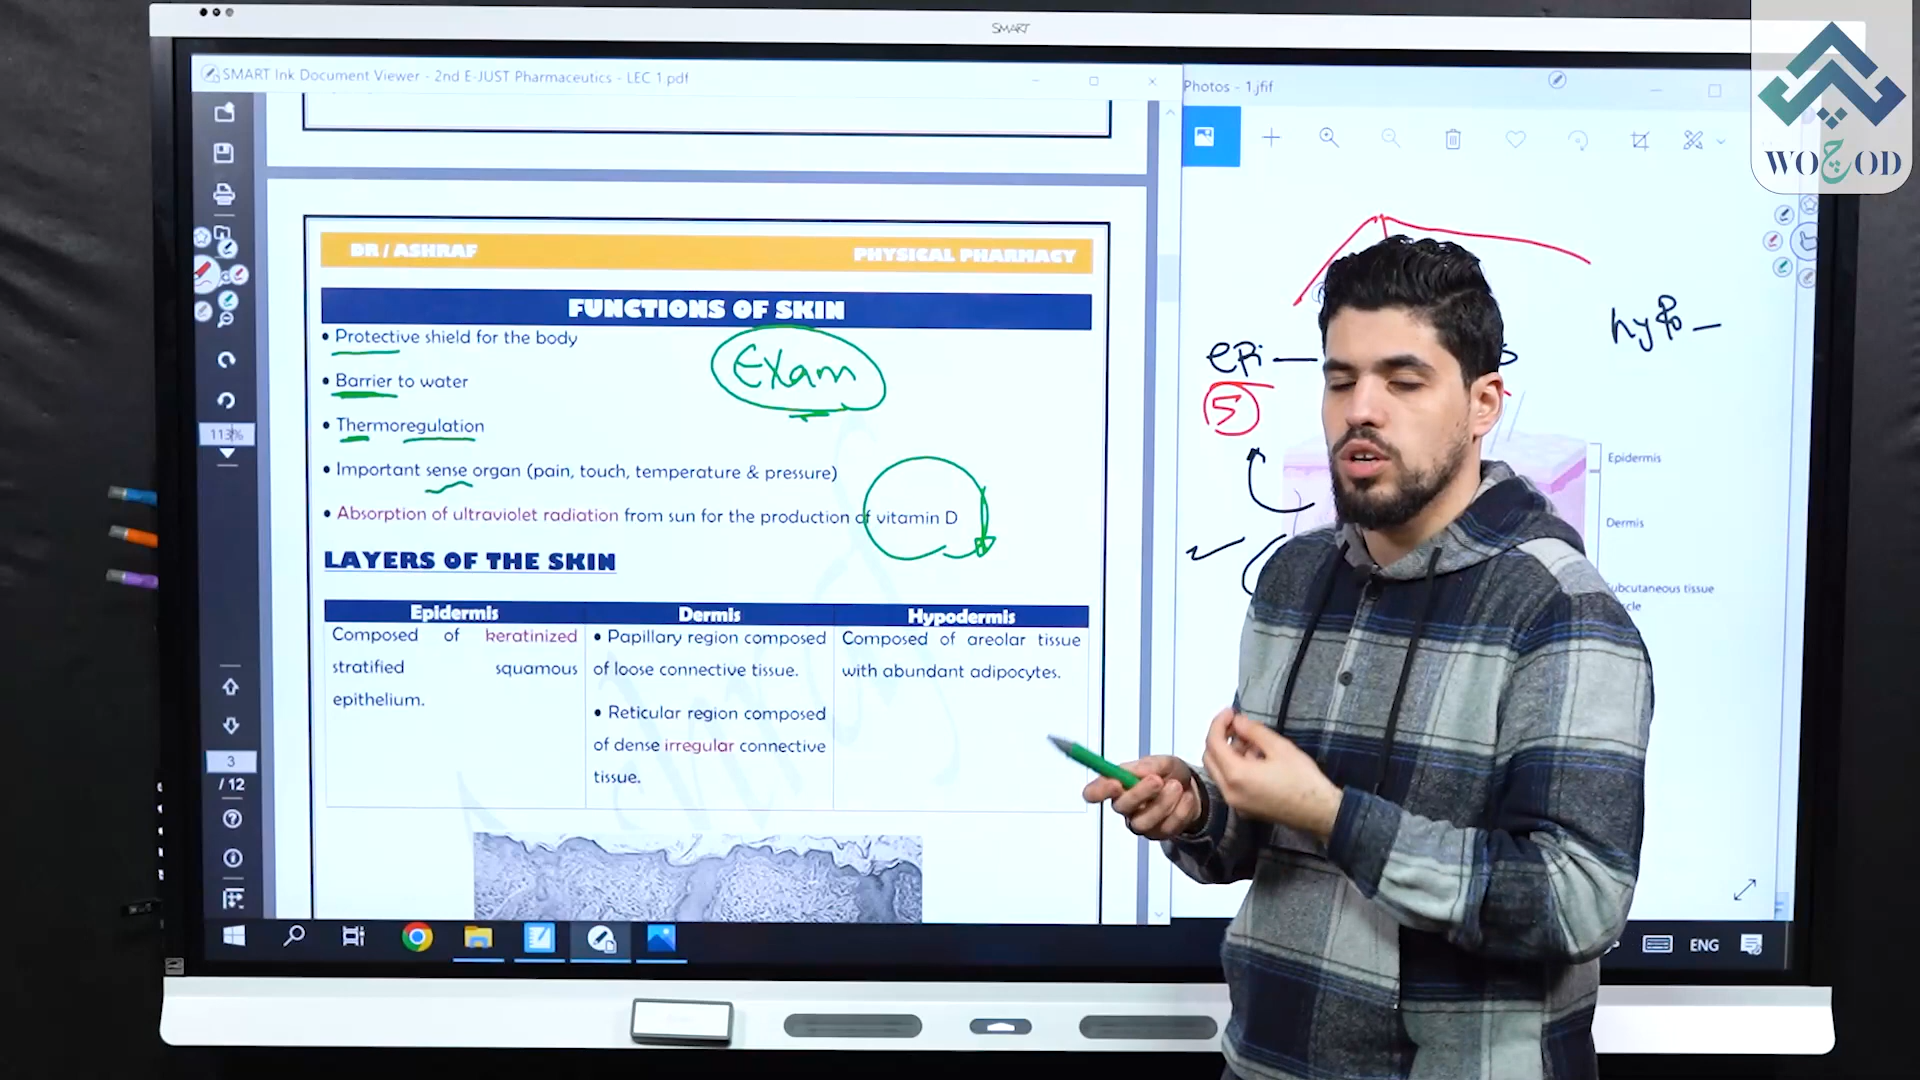 SMART
SMART Ink Document Viewer - 2nd E-JUST Pharmaceutics - LEC 1.pdf
Photos - 1.jfif
WOجOD
DR / ASHRAF
PHYSICAL PHARMACY
FUNCTIONS OF SKIN
• Protective shield for the body
Exam
• Barrier to water
• Thermoregulation
• Important sense organ (pain, touch, temperature & pressure)
• Absorption of ultraviolet radiation from sun for the production of vitamin D
LAYERS OF THE SKIN
Epidermis
Composed of keratinized
stratified squamous
epithelium.
Dermis
• Papillary region composed
of loose connective tissue.
• Reticular region composed
of dense irregular connective
tissue.
Hypodermis
Composed of areolar tissue
with abundant adipocytes.
Ashraf
113%
3
/ 12
hypo
epi
5
Epidermis
Dermis
ubcutaneous tissue
ENG